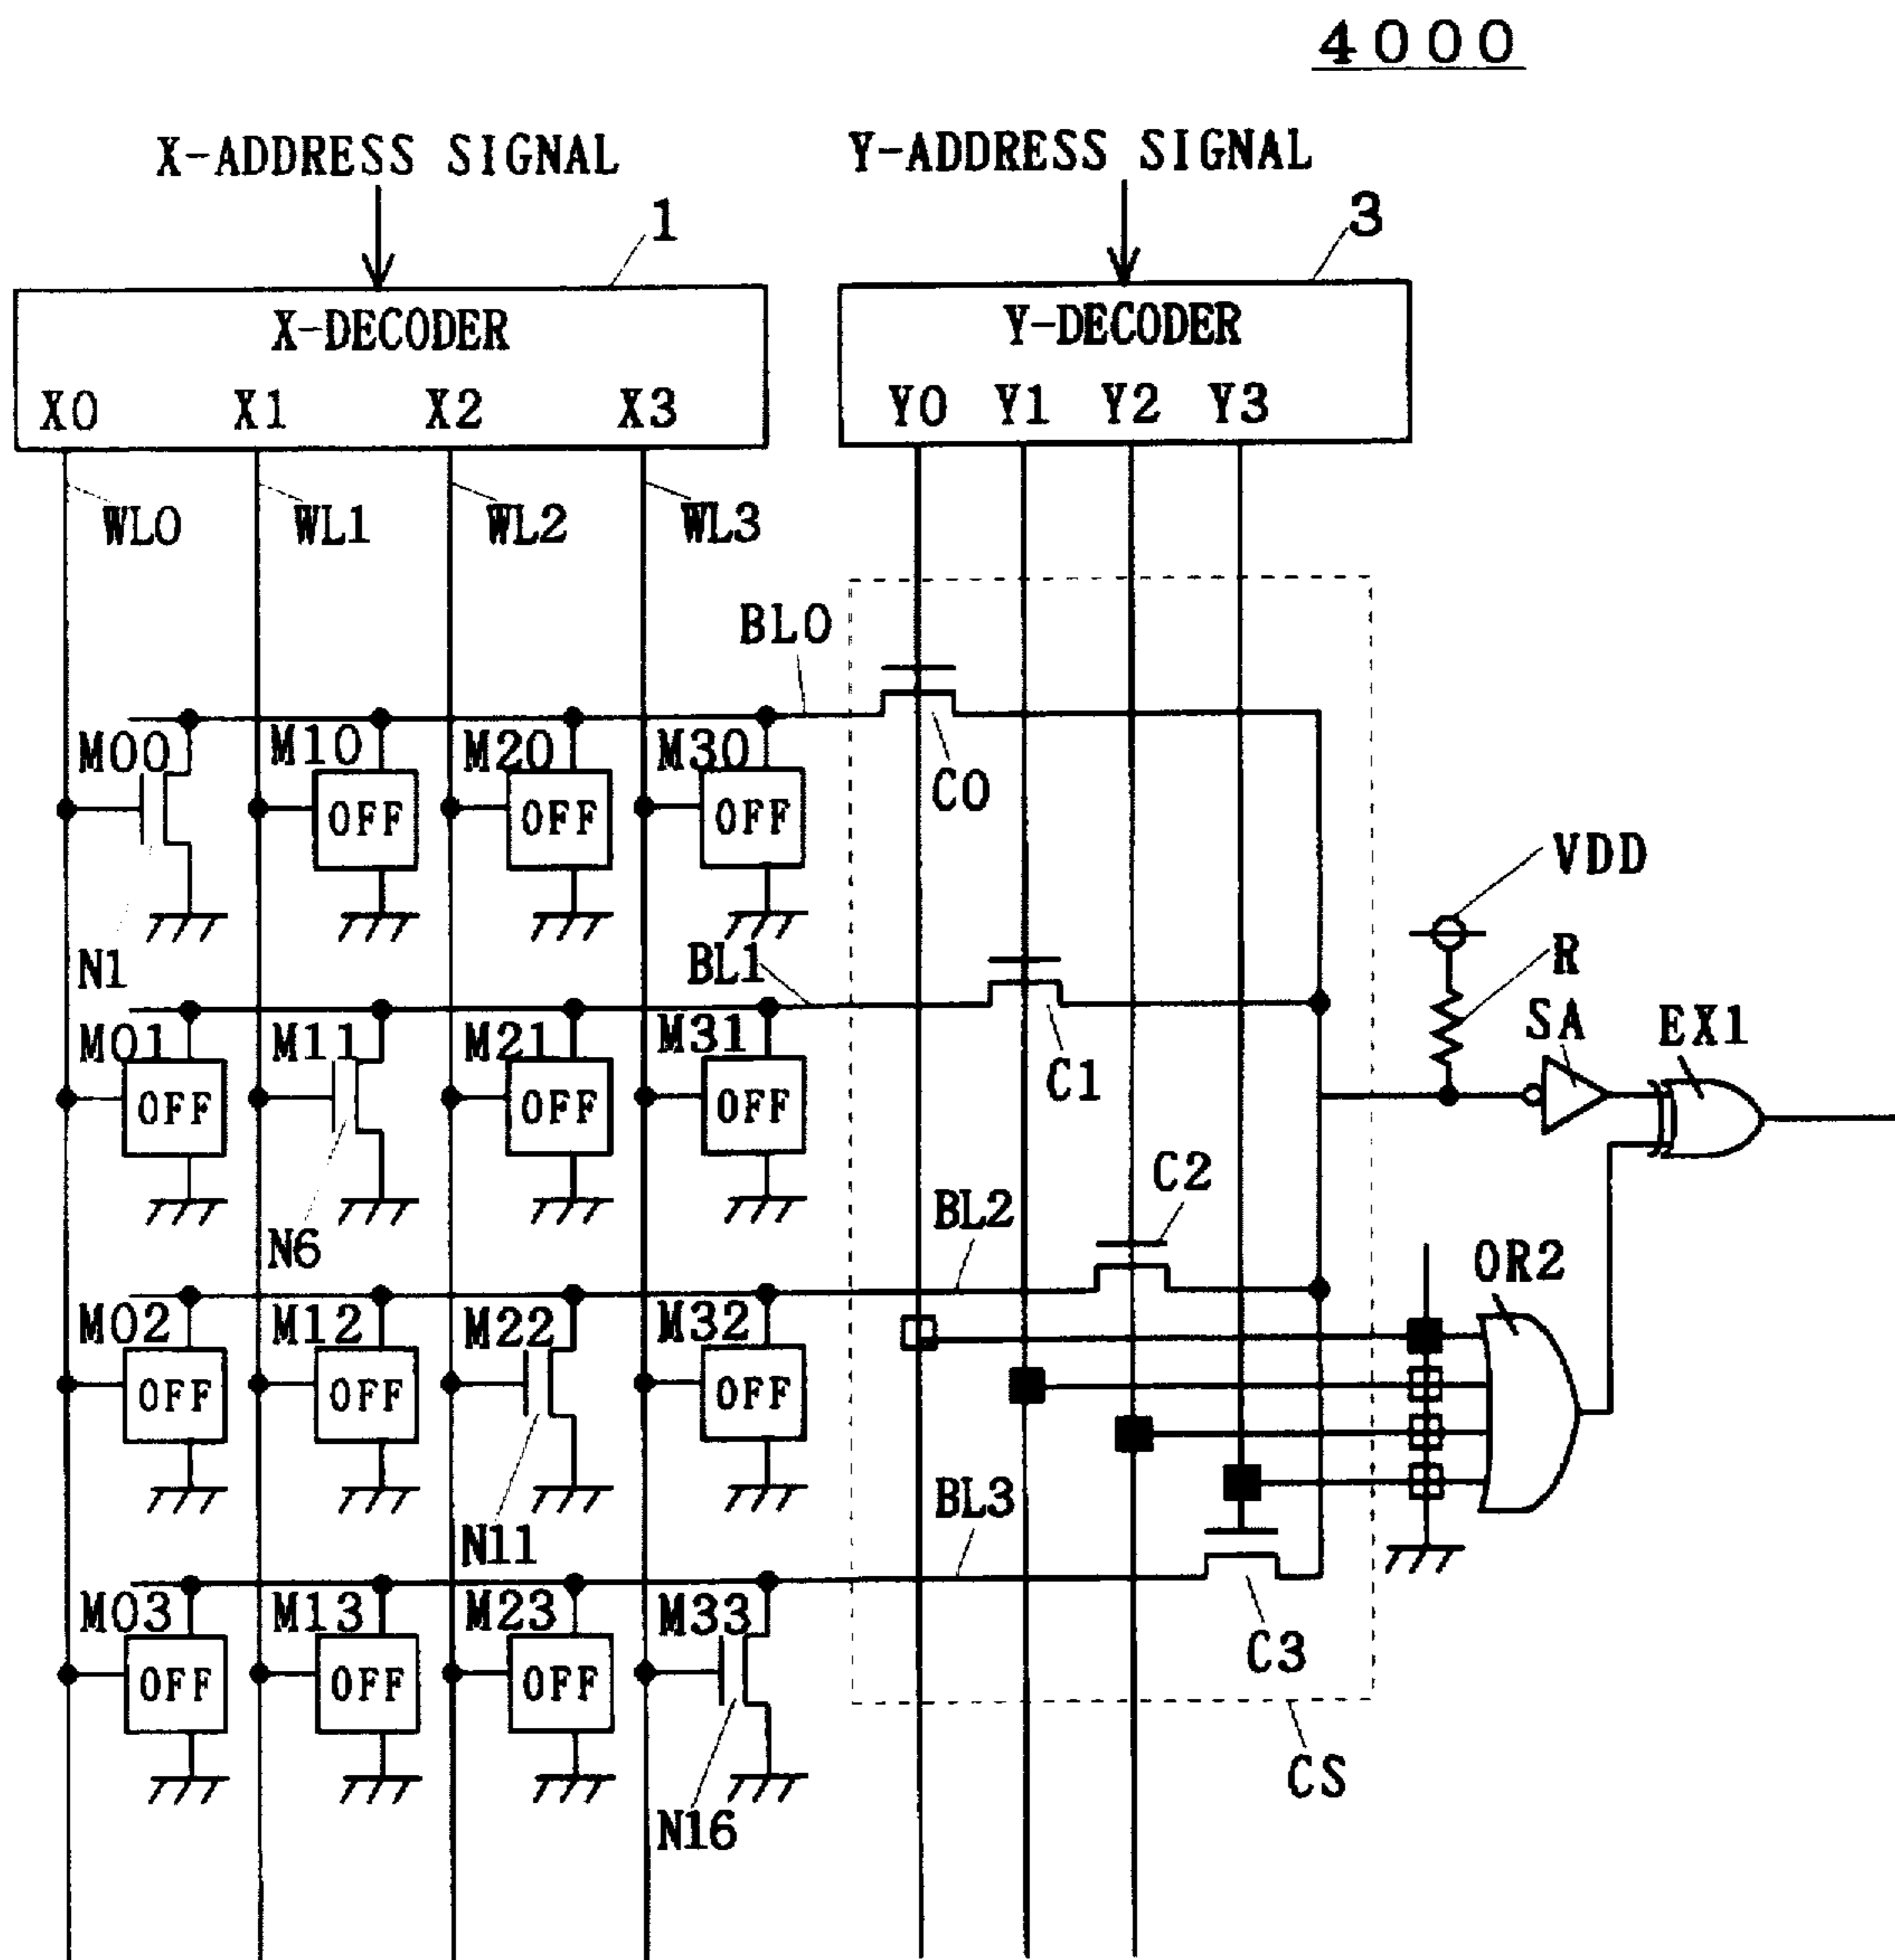 4000
X-ADDRESS SIGNAL Y-ADDRESS SIGNAL
1 3
X-DECODER Y-DECODER
X0 X1 X2 X3 Y0 Y1 Y2 Y3
WL0 WL1 WL2 WL3
BL0
M00 M10 M20 M30 C0
OFF OFF OFF
VDD
N1 BL1 R
SA EX1
M01 M11 M21 M31 C1
OFF OFF OFF
C2
N6 BL2
OR2
M02 M12 M22 M32
OFF OFF OFF
N11 BL3
M03 M13 M23 M33 C3
OFF OFF OFF
CS
N16